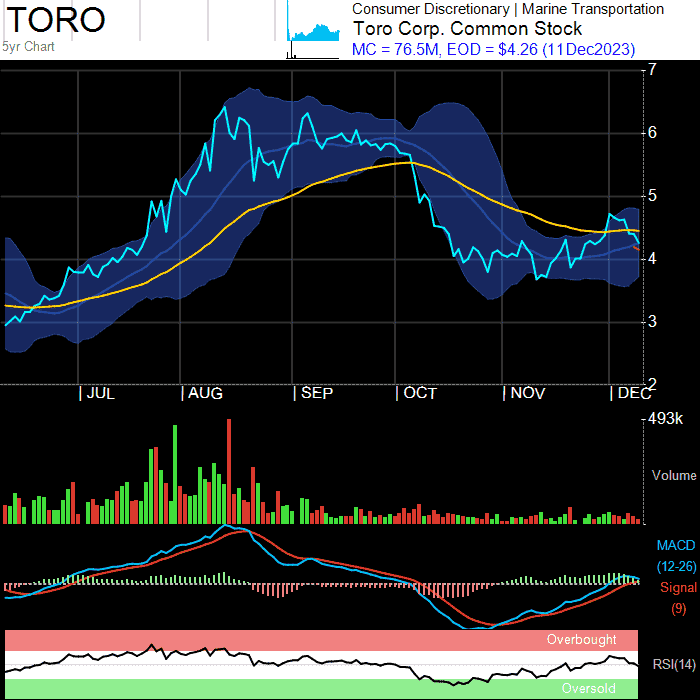 TORO
5yr Chart
Consumer Discretionary | Marine Transportation
Toro Corp. Common Stock
MC = 76.5M, EOD = $4.26 (11Dec2023)
7
6
5
4
3
2
| JUL | AUG | SEP | OCT | NOV | DEC
493k
Volume
MACD
(12-26)
Signal
(9)
Overbought
RSI(14)
Oversold